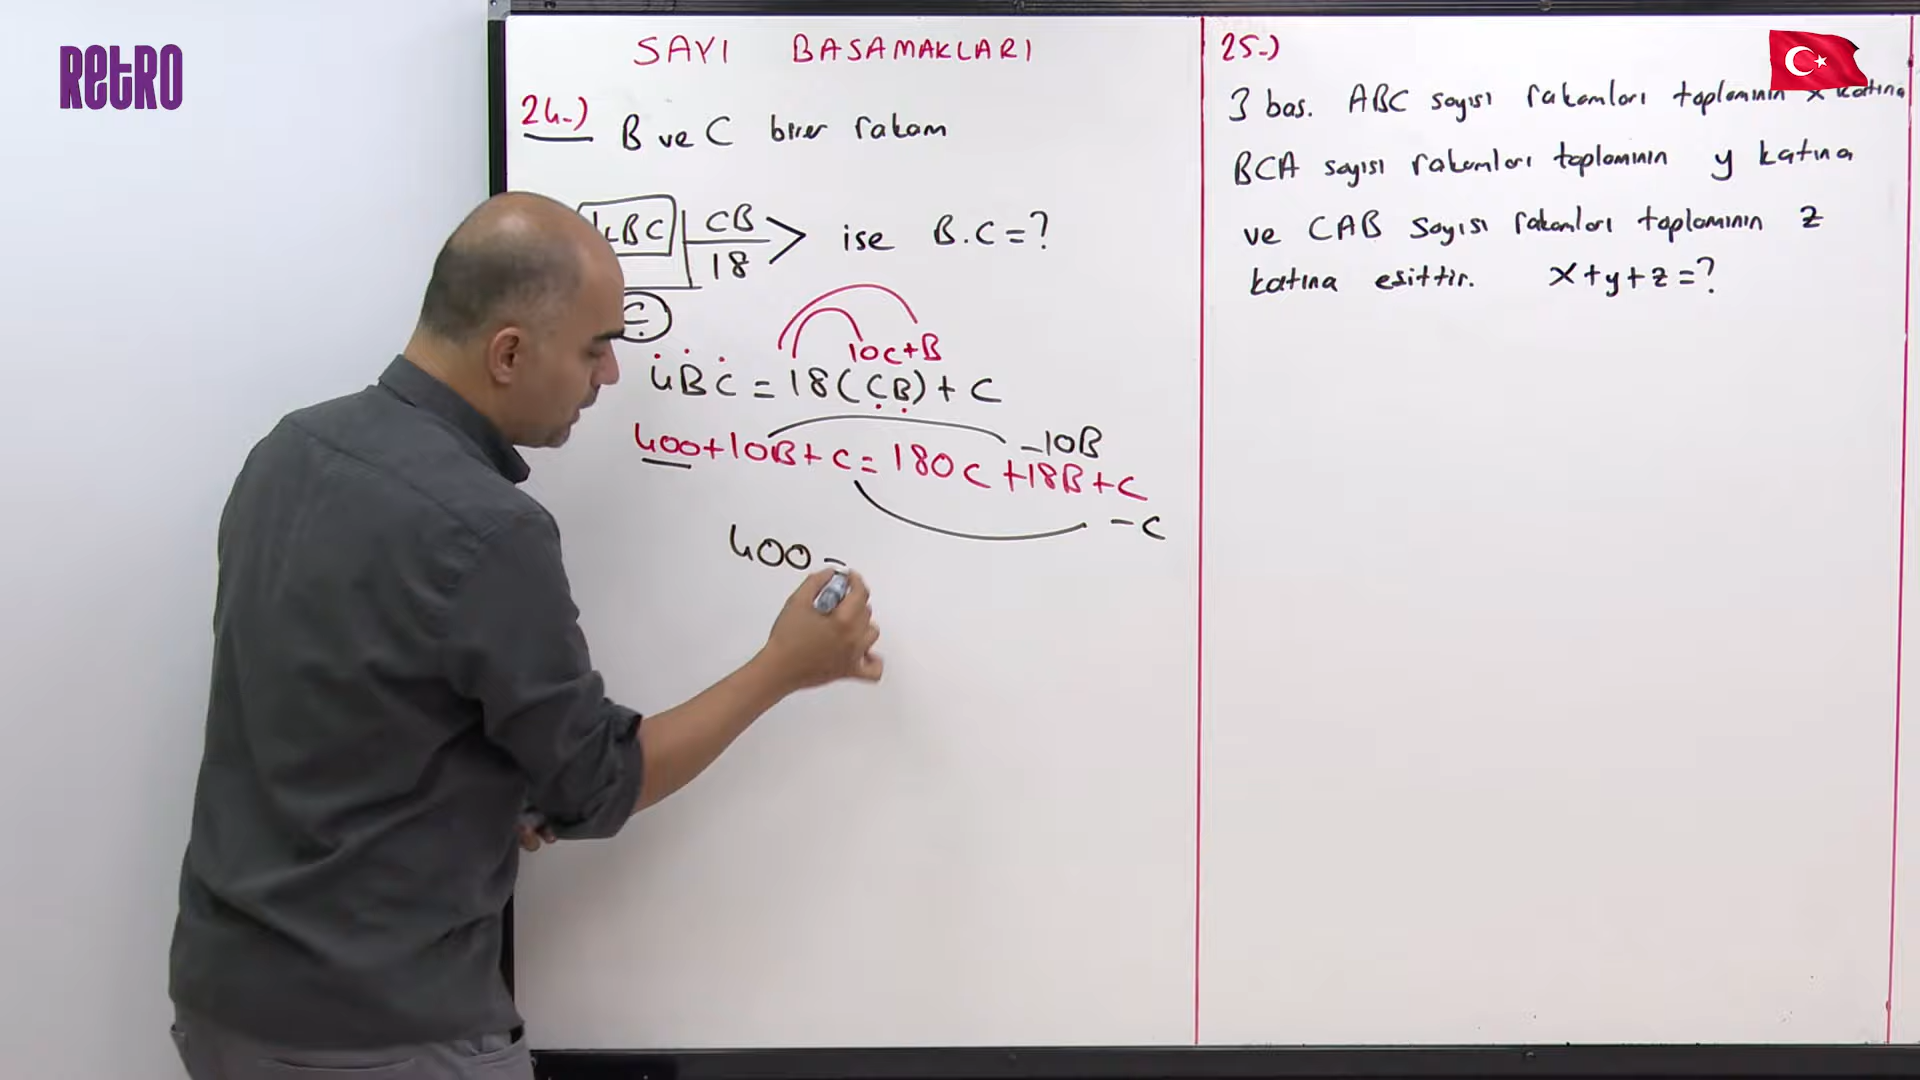 RETRO
SAYI BASAMAKLARI
24-) B ve C birer rakam
4BC CB
18
ise B.C=?
C
10C+B
4BC = 18(CB)+C
400+10B+C = 180C+18B+C
-10B
-C
400 =
25-)
3 bas. ABC sayısı rakamları toplamının x katına
BCA sayısı rakamları toplamının y katına
ve CAB sayısı rakamları toplamının z
katına eşittir. x+y+z=?